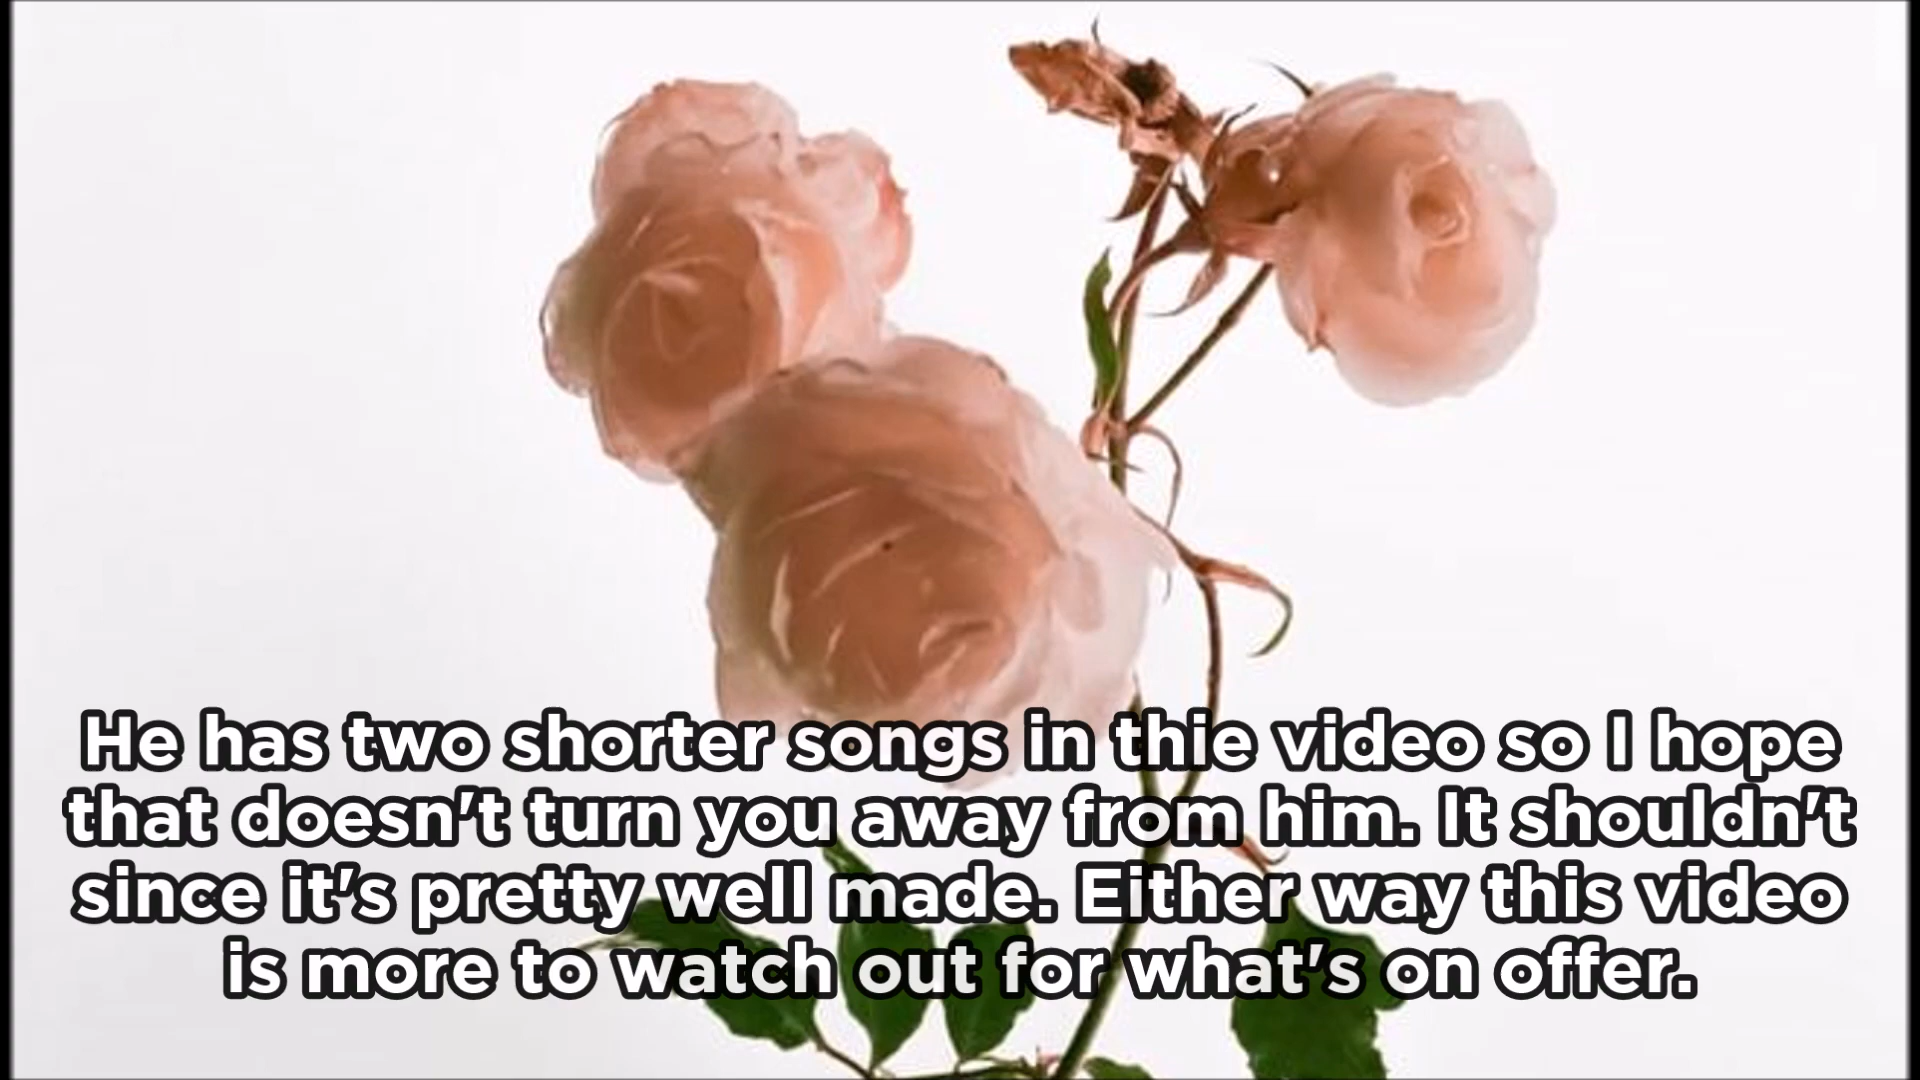 He has two shorter songs in thie video so I hope
that doesn't turn you away from him. It shouldn't
since it's pretty well made. Either way this video
is more to watch out for what's on offer.